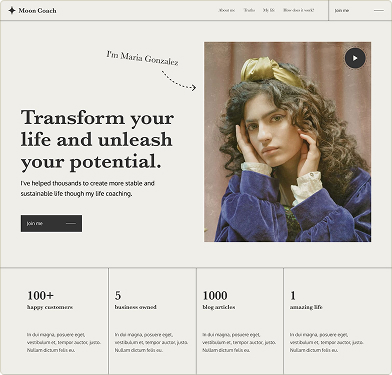 Moon Coach
About me
Truths
My life
How does it work?
Join me
I'm Maria Gonzalez
Transform your
life and unleash
your potential.
I've helped thousands to create more stable and
sustainable life though my life coaching.
Join me
100+
happy customers
In dui magna, posuere eget,
vestibulum et, tempor auctor, justo.
Nullam dictum felis eu.
5
business owned
In dui magna, posuere eget,
vestibulum et, tempor auctor, justo.
Nullam dictum felis eu.
1000
blog articles
In dui magna, posuere eget,
vestibulum et, tempor auctor, justo.
Nullam dictum felis eu.
1
amazing life
In dui magna, posuere eget,
vestibulum et, tempor auctor, justo.
Nullam dictum felis eu.